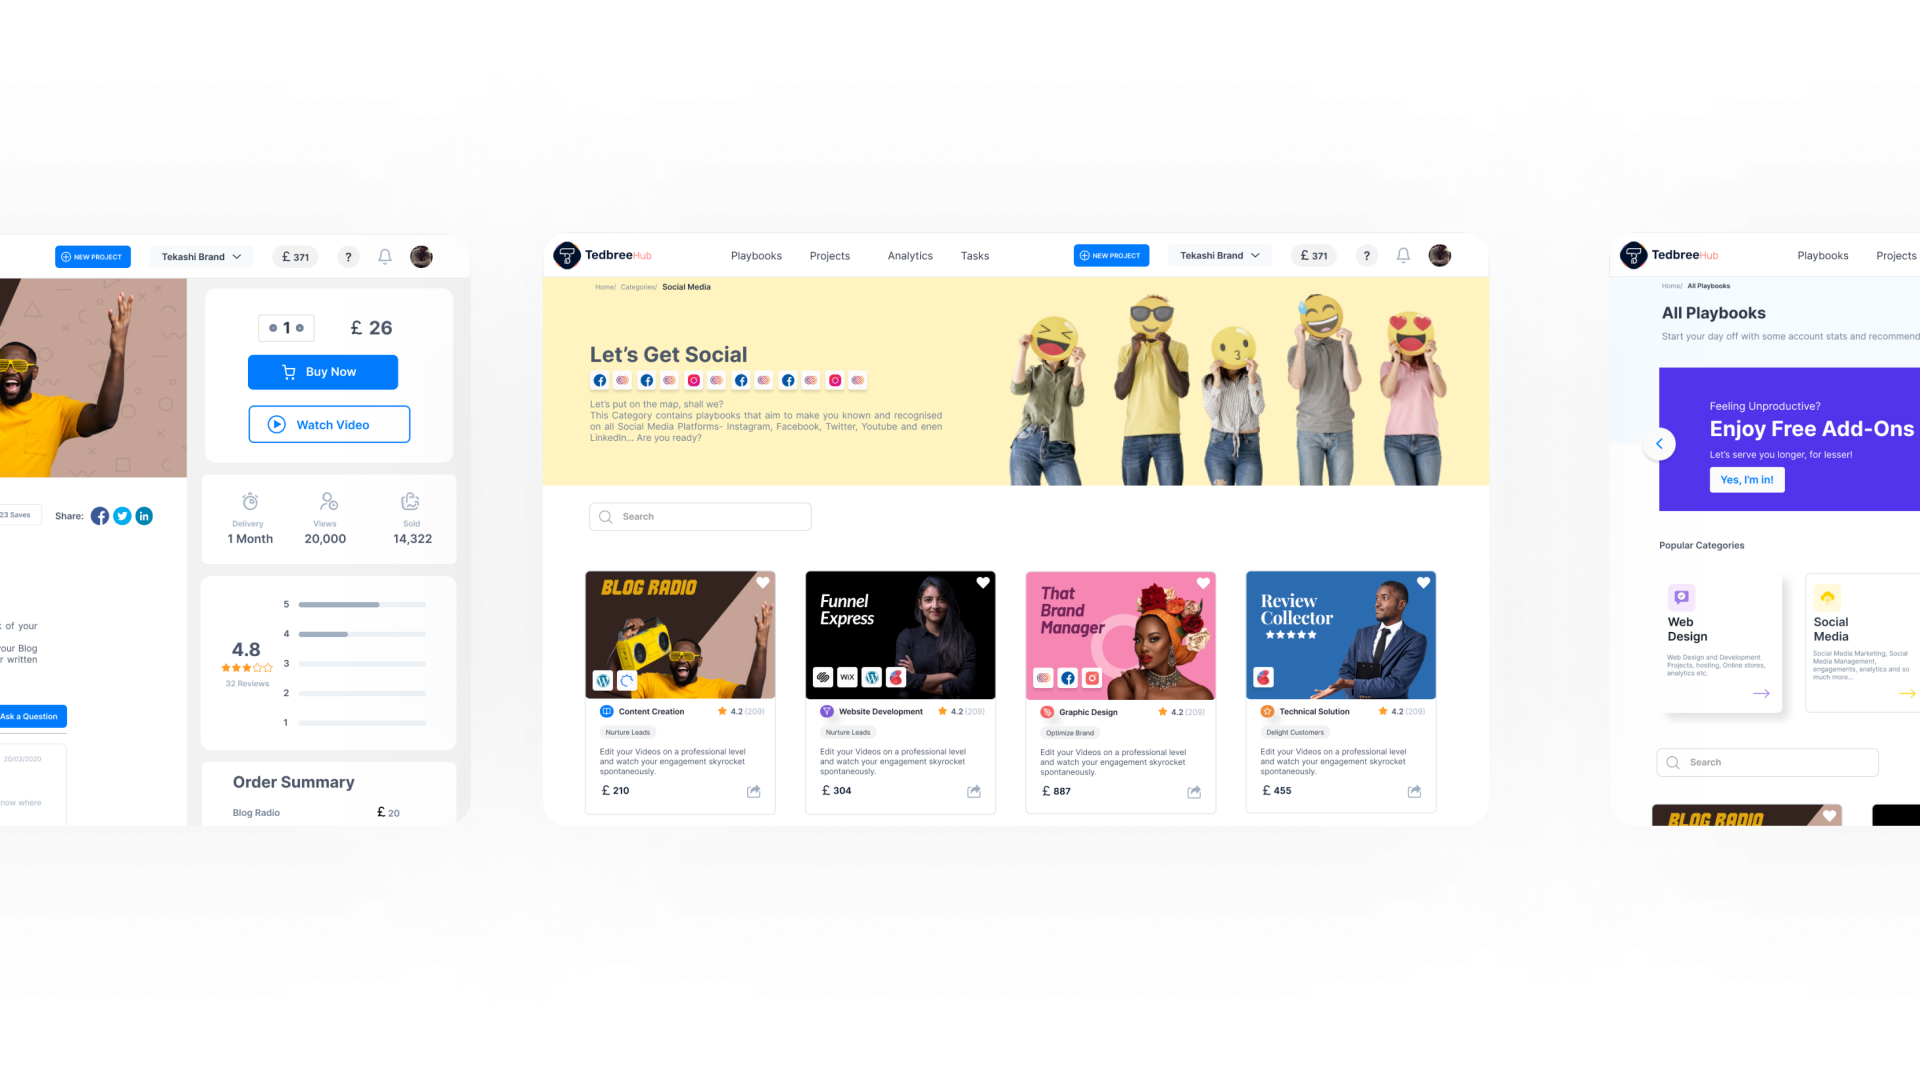 NEW PROJECT
Tekashi Brand
£ 371
?
1
£ 26
Buy Now
Watch Video
23 Saves
Share:
Delivery
1 Month
Views
20,000
Sold
14,322
of your
your Blog
r written
4.8
32 Reviews
5
4
3
2
1
Ask a Question
20/03/2020
now where
Order Summary
Blog Radio
£ 20
TedbreeHub
Playbooks
Projects
Analytics
Tasks
NEW PROJECT
Tekashi Brand
£ 371
?
Home/ Categories/ Social Media
Let's Get Social
Let's put on the map, shall we?
This Category contains playbooks that aim to make you known and recognised
on all Social Media Platforms- Instagram, Facebook, Twitter, Youtube and enen
LinkedIn... Are you ready?
Search
BLOG RADIO
Content Creation
4.2 (209)
Nurture Leads
Edit your Videos on a professional level
and watch your engagement skyrocket
spontaneously.
£ 210
Funnel
Express
WiX
Website Development
4.2 (209)
Nurture Leads
Edit your Videos on a professional level
and watch your engagement skyrocket
spontaneously.
£ 304
That
Brand
Manager
Graphic Design
4.2 (209)
Optimize Brand
Edit your Videos on a professional level
and watch your engagement skyrocket
spontaneously.
£ 887
Review
Collector
Technical Solution
4.2 (209)
Delight Customers
Edit your Videos on a professional level
and watch your engagement skyrocket
spontaneously.
£ 455
TedbreeHub
Playbooks
Projects
Home/ All Playbooks
All Playbooks
Start your day off with some account stats and recommend
Feeling Unproductive?
Enjoy Free Add-Ons
Let's serve you longer, for lesser!
Yes, I'm in!
Popular Categories
Web
Design
Web Design and Development
Projects, hosting, Online stores,
analytics etc.
Social
Media
Social Media Marketing, Social
Media Management,
engagements, analytics and so
much more...
Search
BLOG RADIO